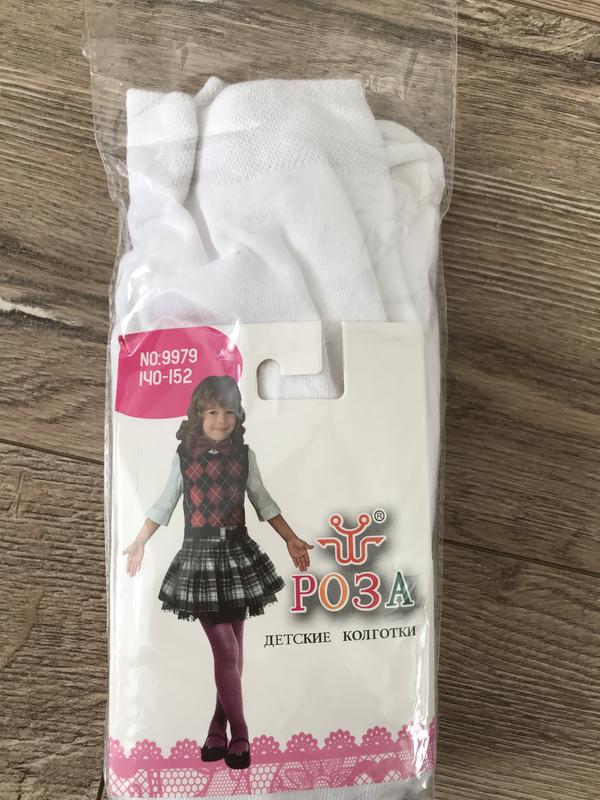 NO:9979
140-152
®
РОЗА
ДЕТСКИЕ КОЛГОТКИ